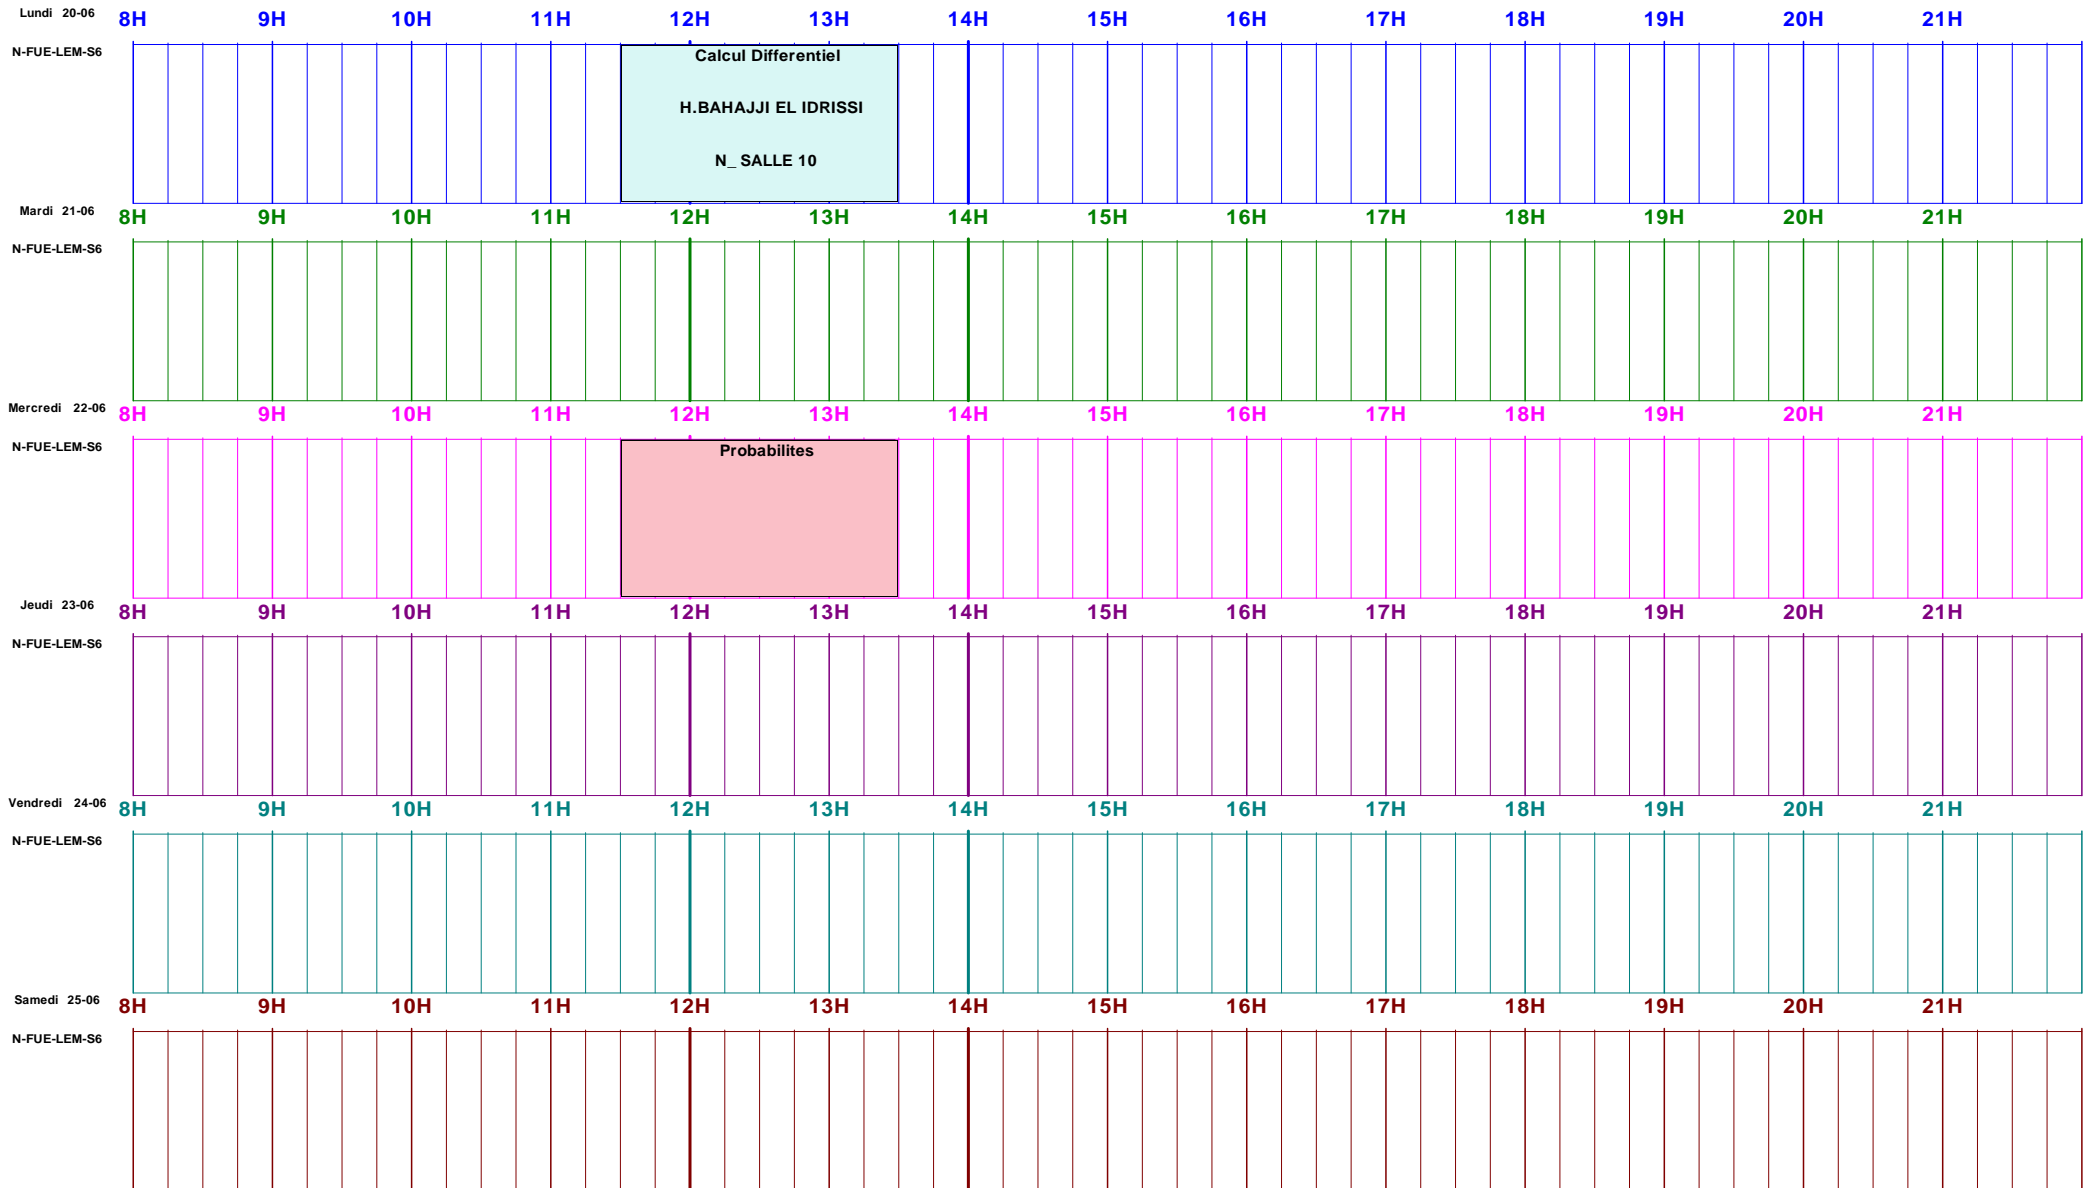 Lundi 20-06 8H 9H 10H 11H 12H 13H 14H 15H 16H 17H 18H 19H 20H 21H
N-FUE-LEM-S6
Calcul Differentiel
H.BAHAJJI EL IDRISSI
N_ SALLE 10
Mardi 21-06 8H 9H 10H 11H 12H 13H 14H 15H 16H 17H 18H 19H 20H 21H
N-FUE-LEM-S6
Mercredi 22-06 8H 9H 10H 11H 12H 13H 14H 15H 16H 17H 18H 19H 20H 21H
N-FUE-LEM-S6
Probabilites
Jeudi 23-06 8H 9H 10H 11H 12H 13H 14H 15H 16H 17H 18H 19H 20H 21H
N-FUE-LEM-S6
Vendredi 24-06 8H 9H 10H 11H 12H 13H 14H 15H 16H 17H 18H 19H 20H 21H
N-FUE-LEM-S6
Samedi 25-06 8H 9H 10H 11H 12H 13H 14H 15H 16H 17H 18H 19H 20H 21H
N-FUE-LEM-S6